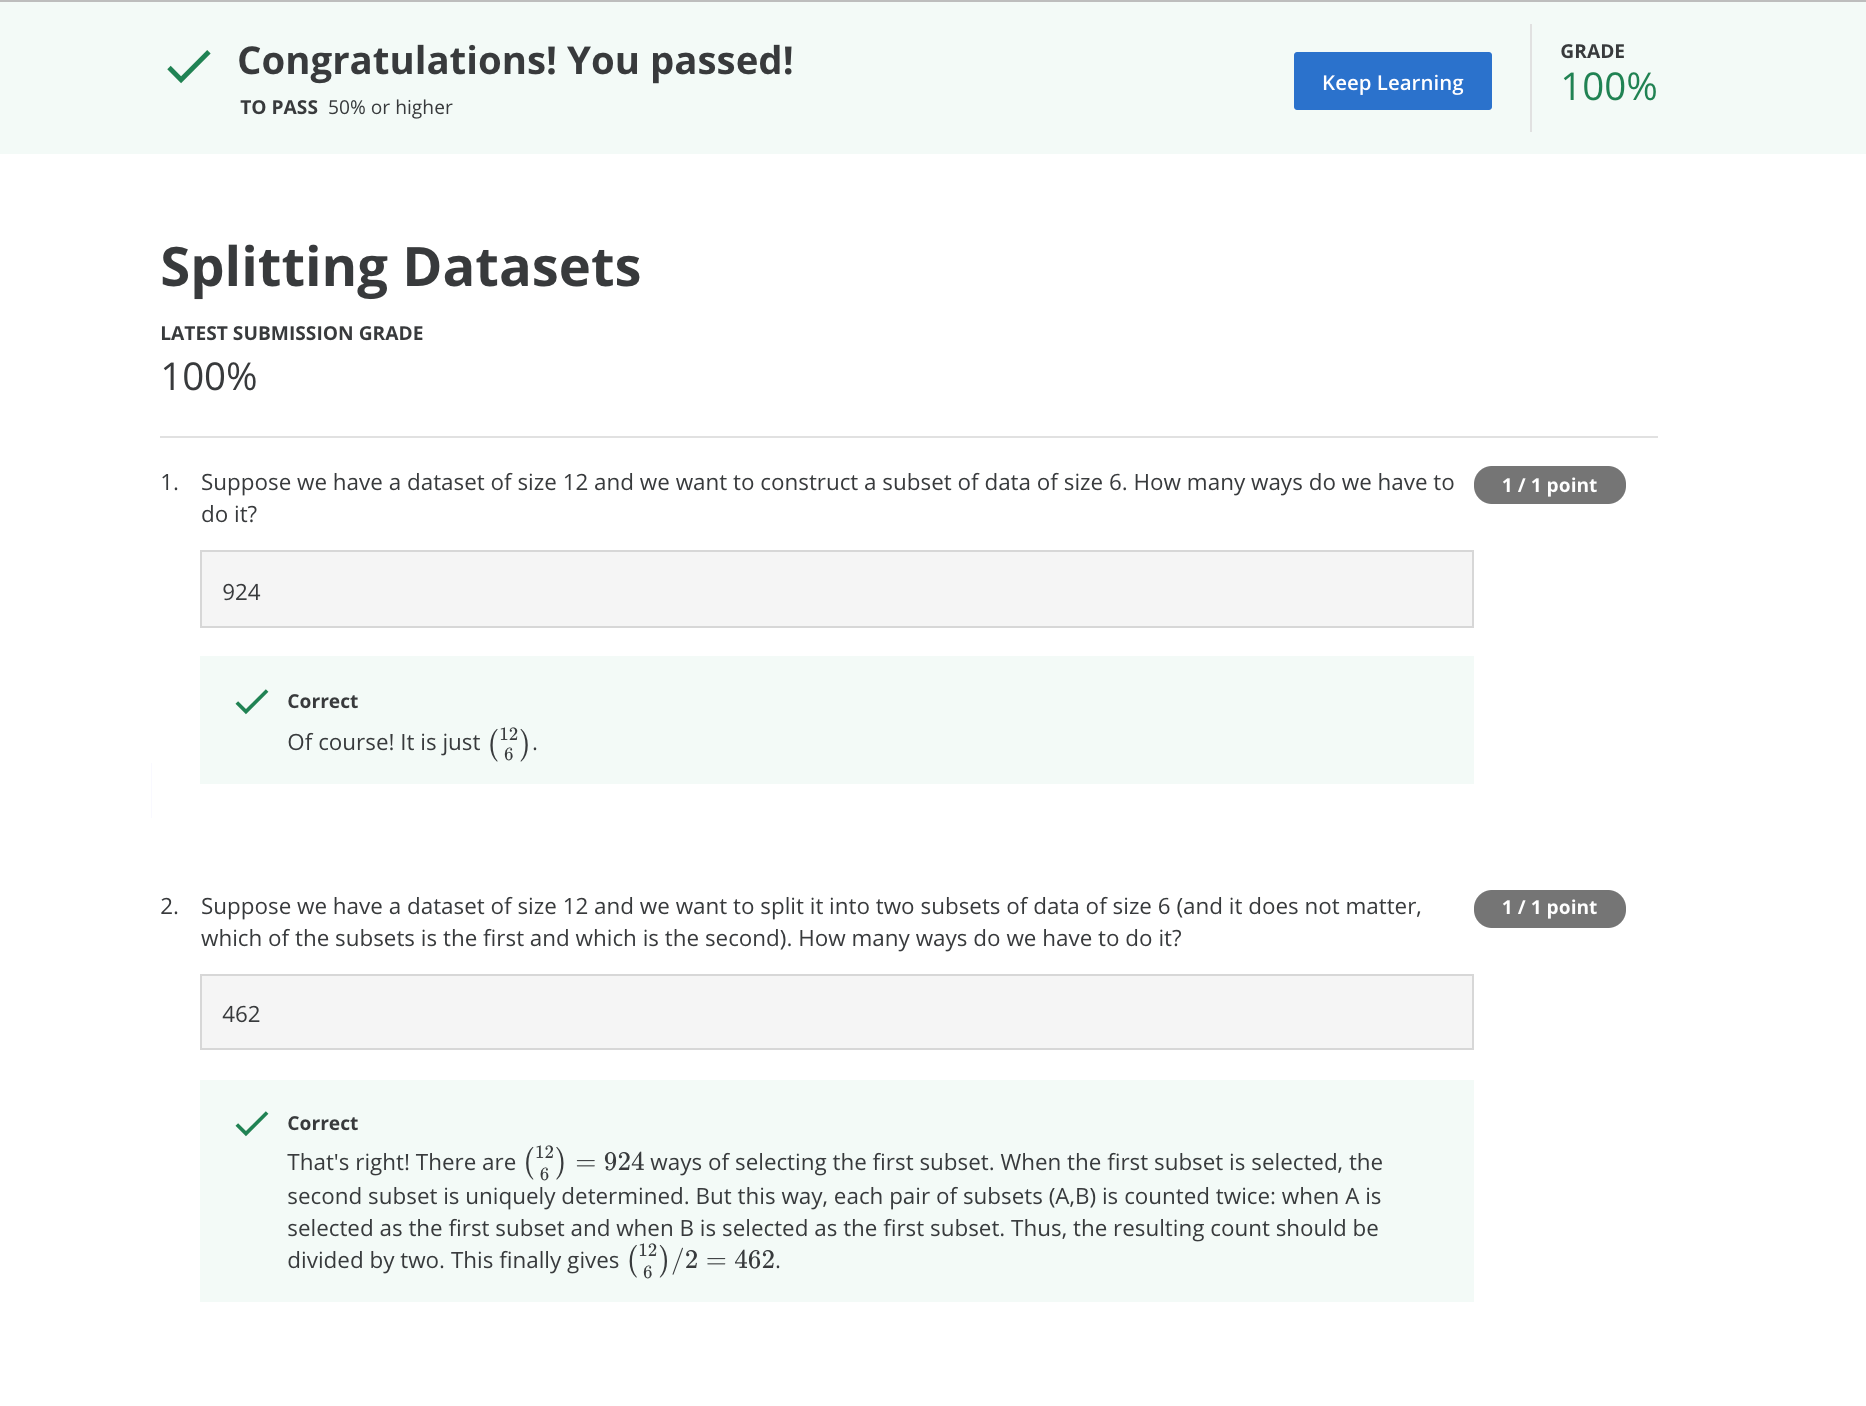 Congratulations! You passed!
TO PASS 50% or higher
Keep Learning
GRADE
100%
Splitting Datasets
LATEST SUBMISSION GRADE
100%
1. Suppose we have a dataset of size 12 and we want to construct a subset of data of size 6. How many ways do we have to
do it?
1 / 1 point
924
Correct
Of course! It is just (12 6).
2. Suppose we have a dataset of size 12 and we want to split it into two subsets of data of size 6 (and it does not matter,
which of the subsets is the first and which is the second). How many ways do we have to do it?
1 / 1 point
462
Correct
That's right! There are (12 6) = 924 ways of selecting the first subset. When the first subset is selected, the
second subset is uniquely determined. But this way, each pair of subsets (A,B) is counted twice: when A is
selected as the first subset and when B is selected as the first subset. Thus, the resulting count should be
divided by two. This finally gives (12 6)/2 = 462.